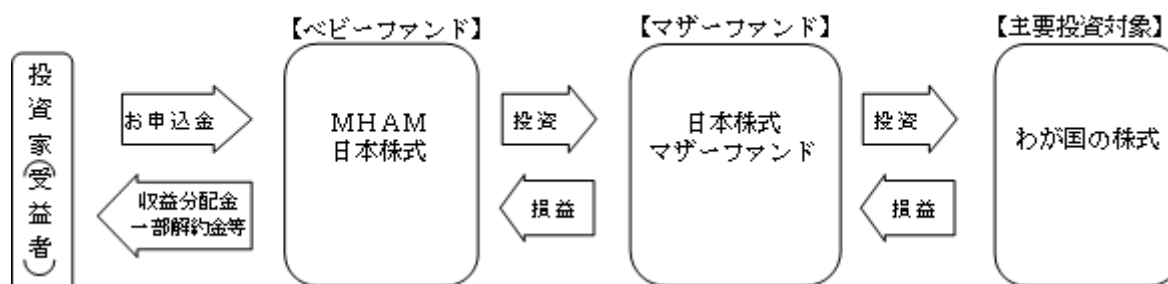 【ベビーファンド】
【マザーファンド】
【主要投資対象】
投資家(受益者)
お申込金
収益分配金
一部解約金等
MHAM
日本株式
投資
損益
日本株式
マザーファンド
投資
損益
わが国の株式